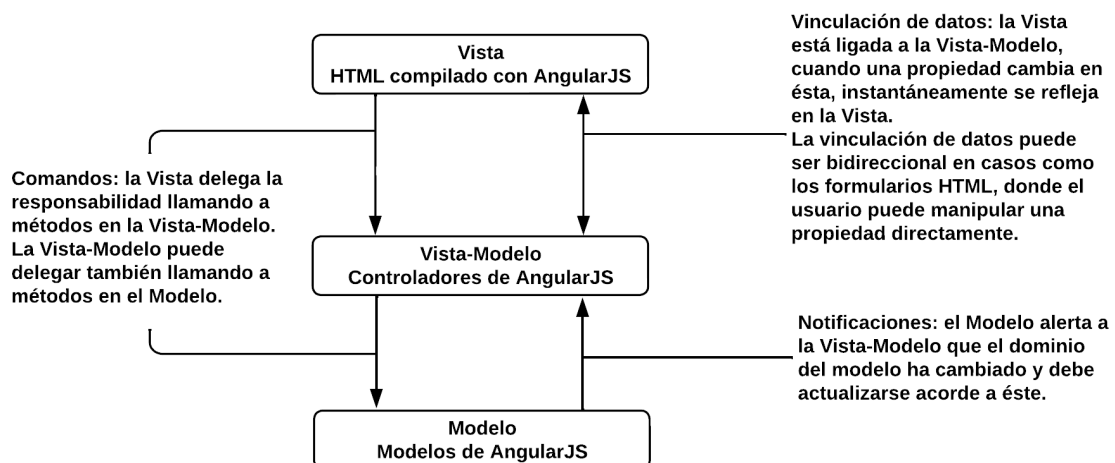 Vista
HTML compilado con AngularJS
Vinculación de datos: la Vista
está ligada a la Vista-Modelo,
cuando una propiedad cambia en
ésta, instantáneamente se refleja
en la Vista.
La vinculación de datos puede
ser bidireccional en casos como
los formularios HTML, donde el
usuario puede manipular una
propiedad directamente.
Comandos: la Vista delega la
responsabilidad llamando a
métodos en la Vista-Modelo.
La Vista-Modelo puede
delegar también llamando a
métodos en el Modelo.
Vista-Modelo
Controladores de AngularJS
Notificaciones: el Modelo alerta a
la Vista-Modelo que el dominio
del modelo ha cambiado y debe
actualizarse acorde a éste.
Modelo
Modelos de AngularJS